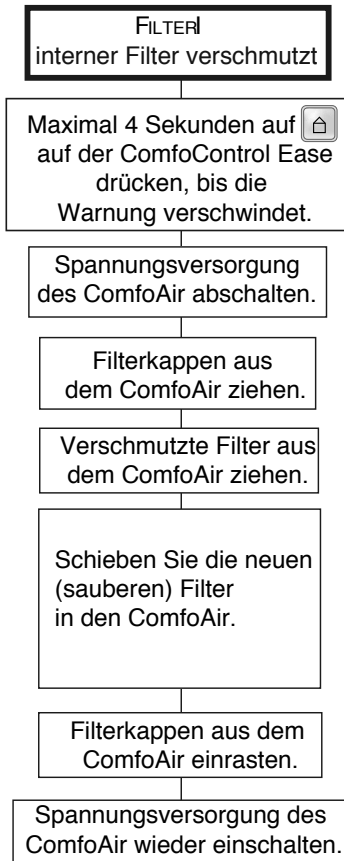 FILTERI
interner Filter verschmutzt
Maximal 4 Sekunden auf
auf der ComfoControl Ease
drücken, bis die
Warnung verschwindet.
Spannungsversorgung
des ComfoAir abschalten.
Filterkappen aus
dem ComfoAir ziehen.
Verschmutzte Filter aus
dem ComfoAir ziehen.
Schieben Sie die neuen
(sauberen) Filter
in den ComfoAir.
Filterkappen aus dem
ComfoAir einrasten.
Spannungsversorgung des
ComfoAir wieder einschalten.